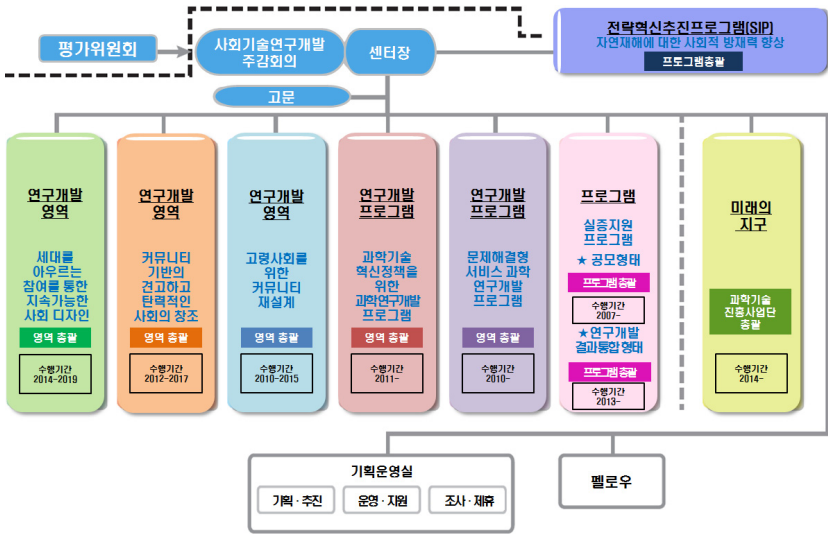 평가위원회
사회기술연구개발
주감회의
센터장
고문
전략혁신추진프로그램(SIP)
자연재해에 대한 사회적 방재력 향상
프로그램총괄
연구개발
영역
세대를
아우르는
참여를 통한
지속가능한
사회 디자인
영역 총괄
수행기간
2014-2019
연구개발
영역
커뮤니티
기반의
견고하고
탄력적인
사회의 창조
영역 총괄
수행기간
2012-2017
연구개발
영역
고령사회를
위한
커뮤니티
재설계
영역 총괄
수행기간
2010-2015
연구개발
프로그램
과학기술
혁신정책을
위한
과학연구개발
프로그램
영역 총괄
수행기간
2011-
연구개발
프로그램
문제해결형
서비스 과학
연구개발
프로그램
영역 총괄
수행기간
2010-
프로그램
실증지원
프로그램
★ 공모형태
프로그램 총괄
수행기간
2007-
★연구개발
결과통합 형태
프로그램 총괄
수행기간
2013-
미래의
지구
과학기술
진흥사업단
총괄
수행기간
2014-
기획운영실
기획·추진
운영·지원
조사·제휴
펠로우